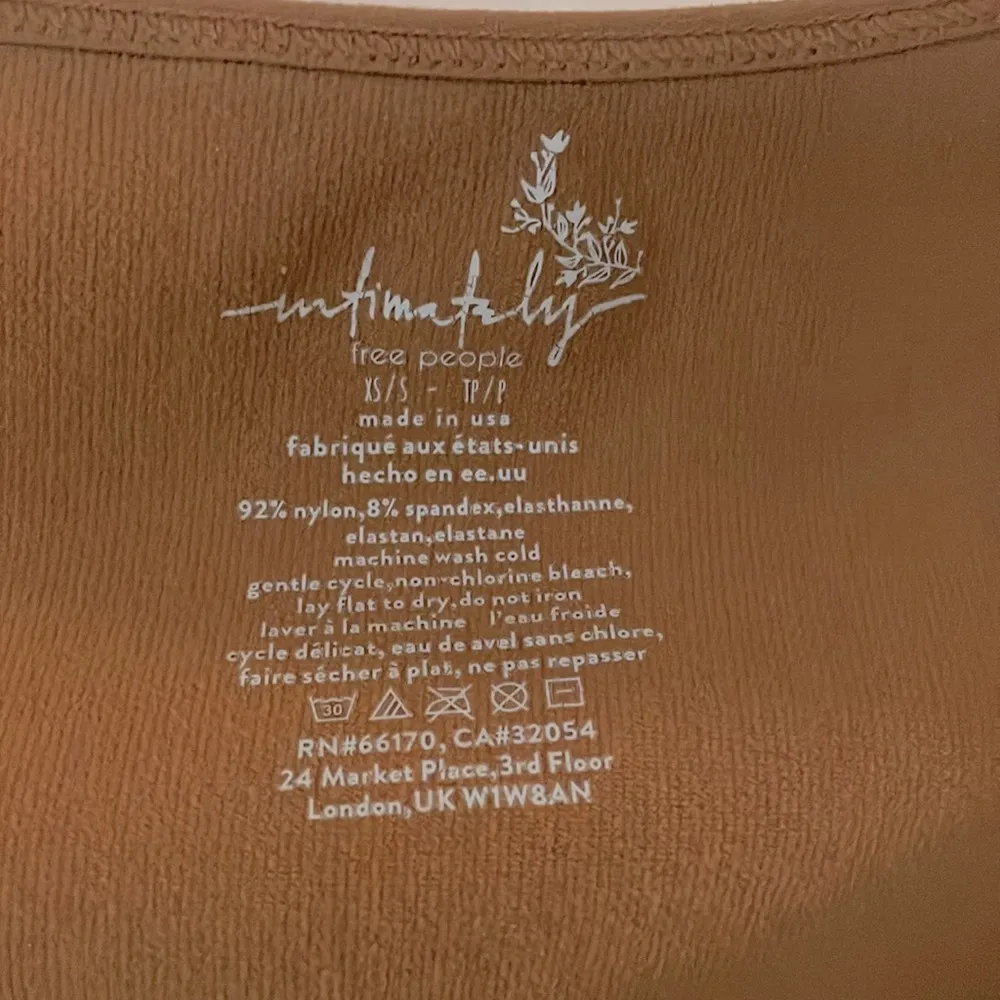 intimately
free people
XS/S - TP/P
made in usa
fabriqué aux états-unis
hecho en ee.uu
92% nylon,8% spandex,elasthanne,
elastan,elastane
machine wash cold
gentle cycle,non-chlorine bleach,
lay flat to dry,do not iron
laver à la machine l'eau froide
cycle délicat, eau de avel sans chlore,
faire sécher à plat, ne pas repasser
30
RN#66170, CA#32054
24 Market Place,3rd Floor
London,UK W1W8AN